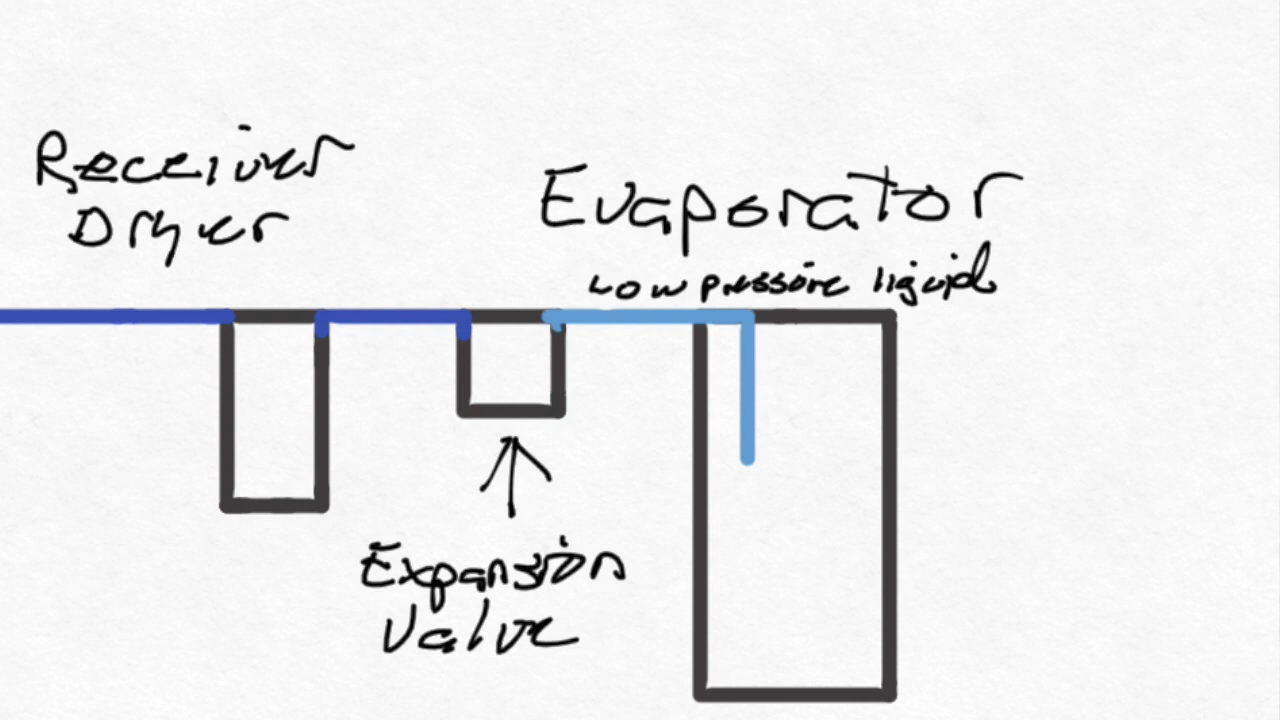 Receiver
Dryer
Evaporator
Low pressure liquid
Expansion
Valve